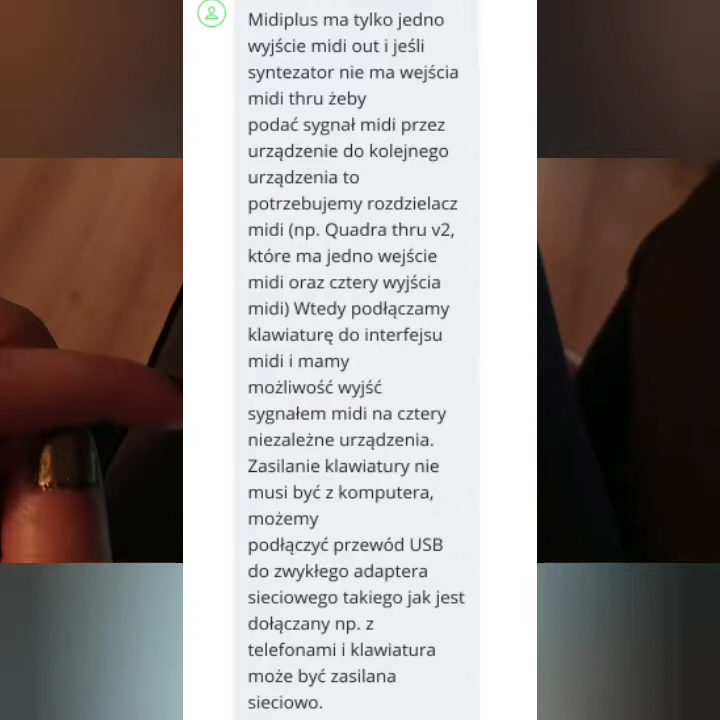 Midiplus ma tylko jedno
wyjście midi out i jeśli
syntezator nie ma wejścia
midi thru żeby
podać sygnał midi przez
urządzenie do kolejnego
urządzenia to
potrzebujemy rozdzielacz
midi (np. Quadra thru v2,
które ma jedno wejście
midi oraz cztery wyjścia
midi) Wtedy podłączamy
klawiaturę do interfejsu
midi i mamy
możliwość wyjść
sygnałem midi na cztery
niezależne urządzenia.
Zasilanie klawiatury nie
musi być z komputera,
możemy
podłączyć przewód USB
do zwykłego adaptera
sieciowego takiego jak jest
dołączany np. z
telefonami i klawiatura
może być zasilana
sieciowo.